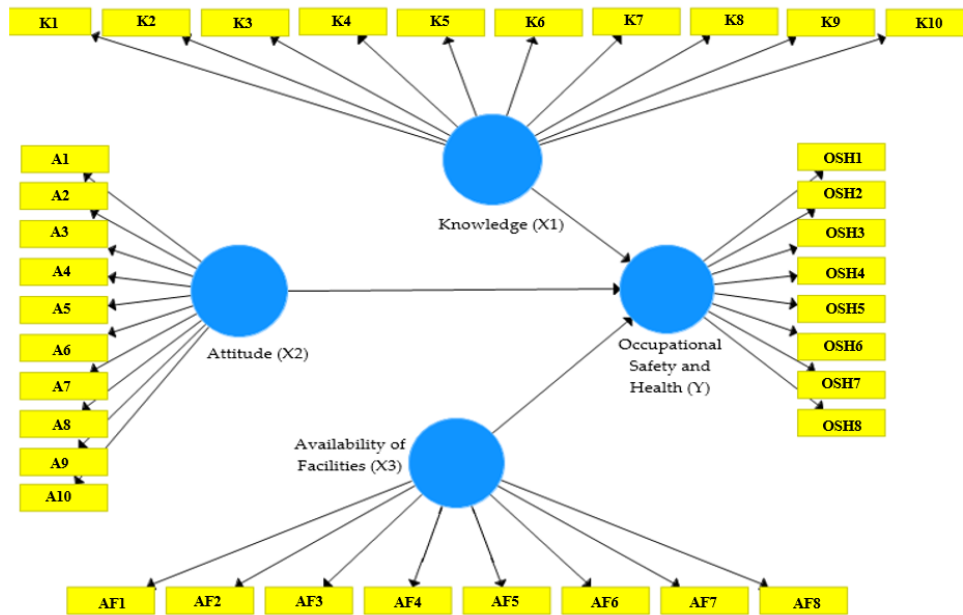 K1
K2
K3
K4
K5
K6
K7
K8
K9
K10
Knowledge (X1)
A1
A2
A3
A4
A5
A6
A7
A8
A9
A10
Attitude (X2)
OSH1
OSH2
OSH3
OSH4
OSH5
OSH6
OSH7
OSH8
Occupational
Safety and
Health (Y)
Availability of
Facilities (X3)
AF1
AF2
AF3
AF4
AF5
AF6
AF7
AF8